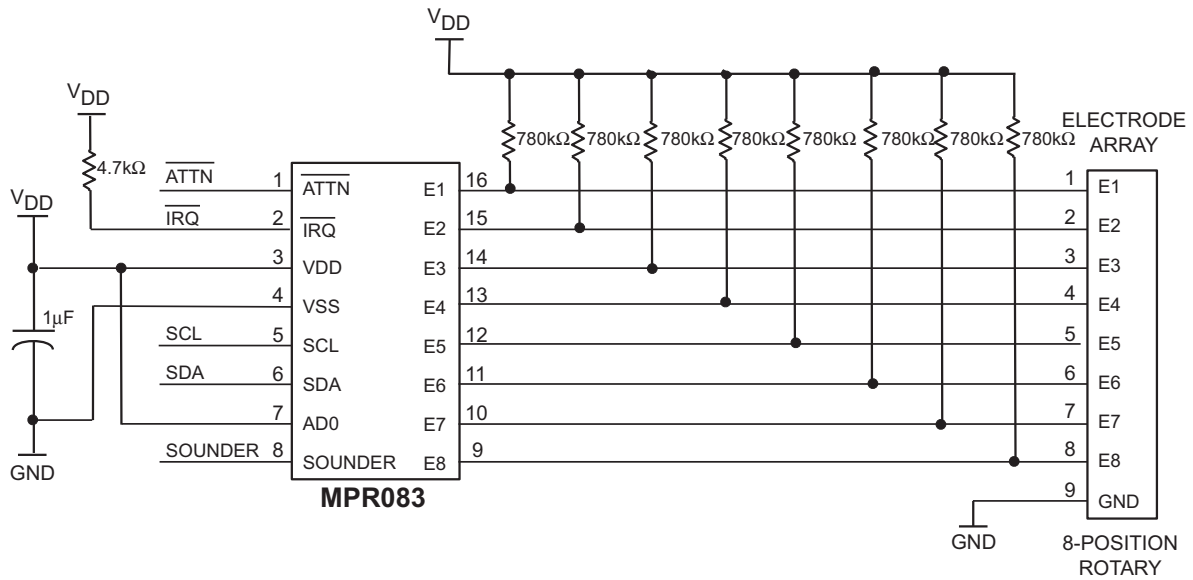 VDD
VDD
780kΩ 780kΩ 780kΩ 780kΩ 780kΩ 780kΩ 780kΩ 780kΩ
ELECTRODE
ARRAY
4.7kΩ
ATTN 1 ATTN E1 16 1 E1
VDD
IRQ 2 IRQ E2 15 2 E2
3 VDD E3 14 3 E3
4 VSS E4 13 4 E4
1µF
SCL 5 SCL E5 12 5 E5
SDA 6 SDA E6 11 6 E6
7 AD0 E7 10 7 E7
SOUNDER 8 SOUNDER E8 9 8 E8
GND
MPR083
9 GND
GND
8-POSITION
ROTARY